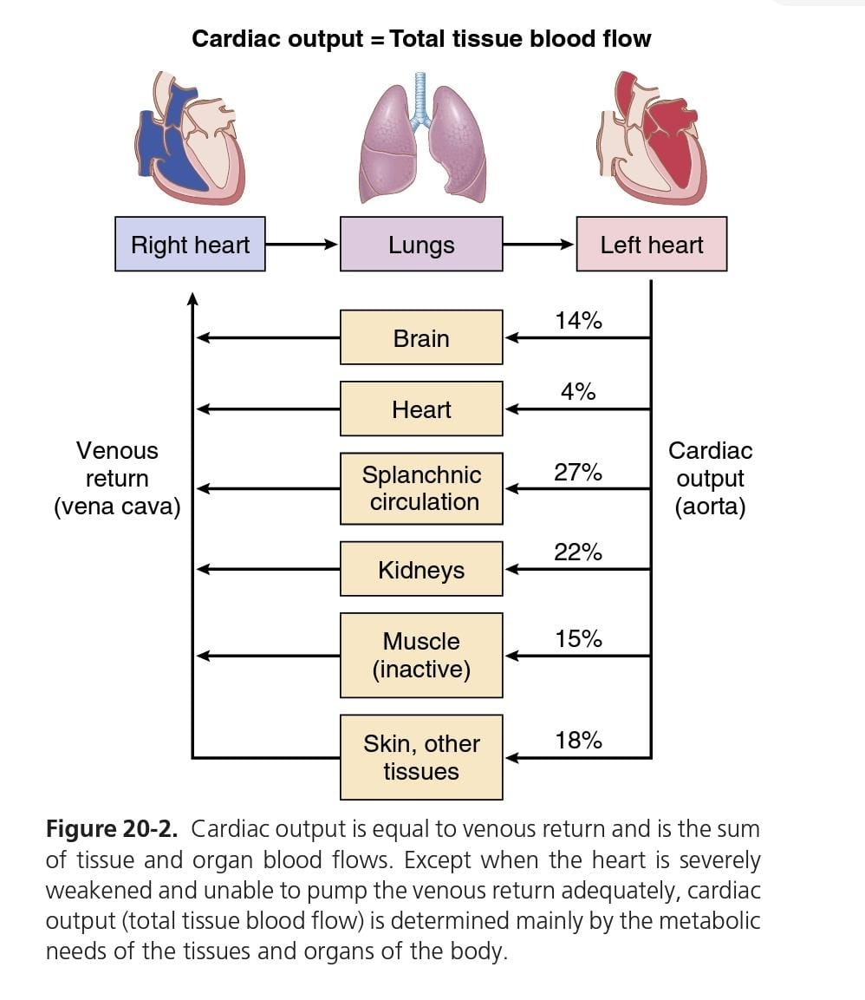 Cardiac output = Total tissue blood flow
Right heart
Lungs
Left heart
Brain
14%
Heart
4%
Venous
return
(vena cava)
Splanchnic
circulation
27%
Cardiac
output
(aorta)
Kidneys
22%
Muscle
(inactive)
15%
Skin, other
tissues
18%
Figure 20-2. Cardiac output is equal to venous return and is the sum
of tissue and organ blood flows. Except when the heart is severely
weakened and unable to pump the venous return adequately, cardiac
output (total tissue blood flow) is determined mainly by the metabolic
needs of the tissues and organs of the body.